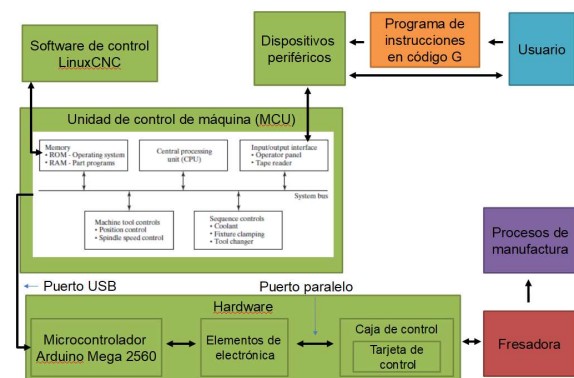 Software de control
LinuxCNC
Dispositivos
periféricos
Programa de
instrucciones
en código G
Usuario
Unidad de control de máquina (MCU)
Memory
• ROM - Operating system
• RAM - Part programs
Central processing
unit (CPU)
Input/output interface
• Operator panel
• Tape reader
System bus
Machine tool controls
• Position control
• Spindle speed control
Sequence controls
• Coolant
• Fixture clamping
• Tool changer
Procesos de
manufactura
Puerto USB
Puerto paralelo
Hardware
Microcontrolador
Arduino Mega 2560
Elementos de
electrónica
Caja de control
Tarjeta de
control
Fresadora